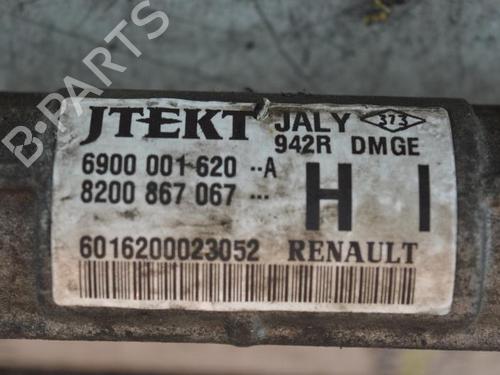 B-PARTS
JTEKT JALY 373
942R DMGE
6900 001 620 ..A
8200 867 067 ...
H I
6016200023052 RENAULT